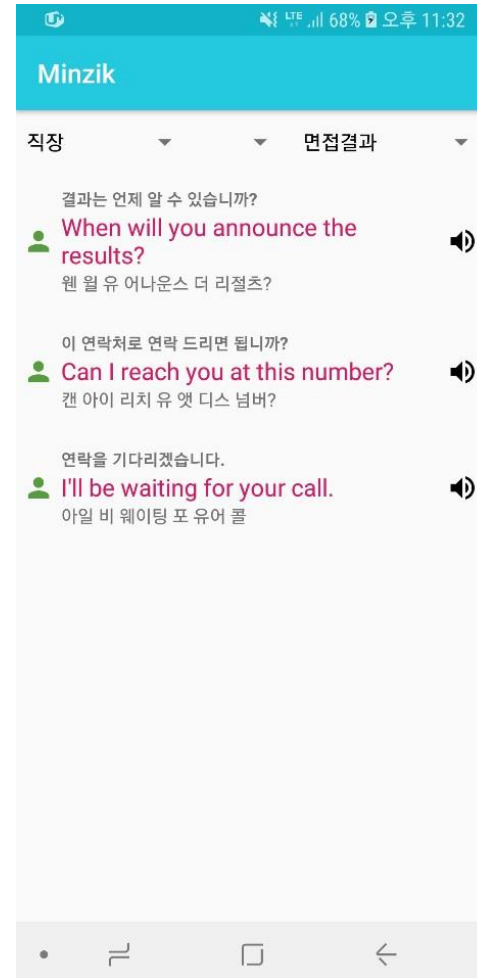 LTE 68% 오후 11:32
Minzik
직장 면접결과
결과는 언제 알 수 있습니까?
When will you announce the
results?
웬 윌 유 어나운스 더 리절츠?
이 연락처로 연락 드리면 됩니까?
Can I reach you at this number?
캔 아이 리치 유 앳 디스 넘버?
연락을 기다리겠습니다.
I'll be waiting for your call.
아일 비 웨이팅 포 유어 콜